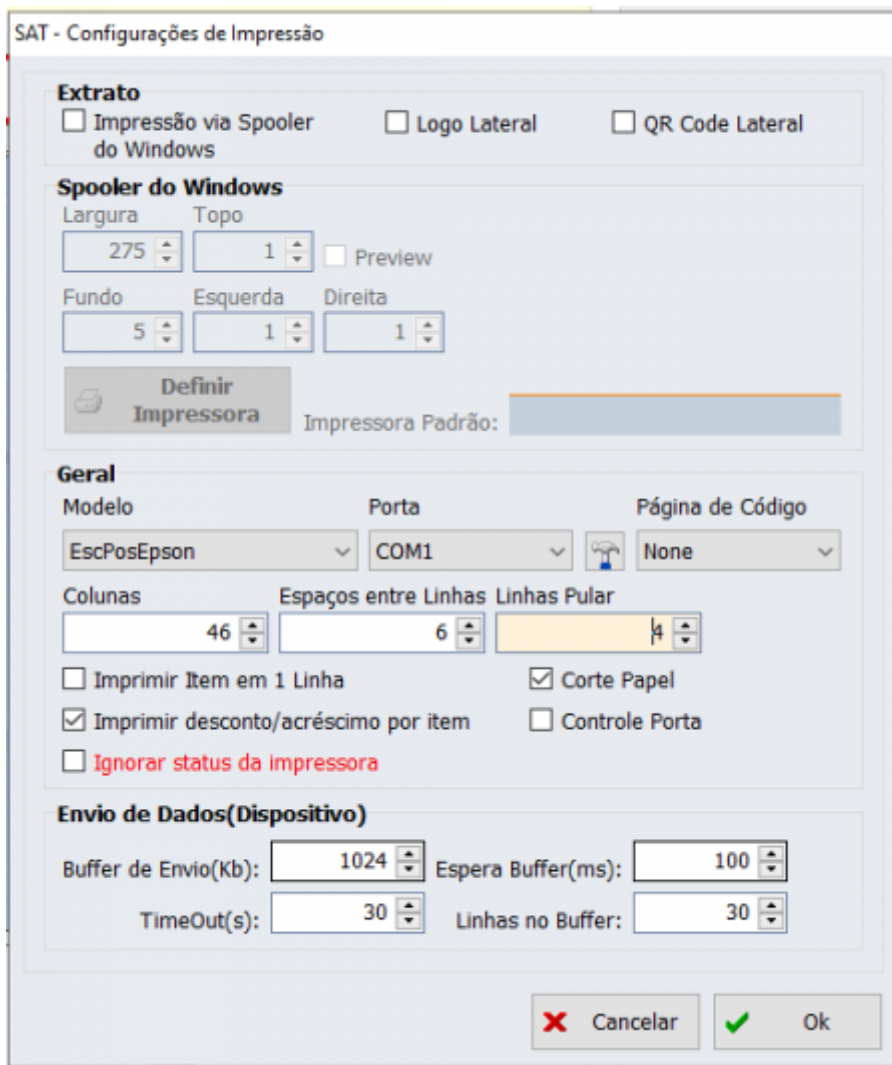 SAT - Configurações de Impressão
Extrato
Impressão via Spooler
do Windows
Logo Lateral
QR Code Lateral
Spooler do Windows
Largura Topo
275 1 Preview
Fundo Esquerda Direita
5 1 1
Definir
Impressora
Impressora Padrão:
Geral
Modelo Porta Página de Código
EscPosEpson COM1 None
Colunas Espaços entre Linhas Linhas Pular
46 6 4
Imprimir Item em 1 Linha Corte Papel
Imprimir desconto/acréscimo por item Controle Porta
Ignorar status da impressora
Envio de Dados(Dispositivo)
Buffer de Envio(Kb): 1024 Espera Buffer(ms): 100
TimeOut(s): 30 Linhas no Buffer: 30
Cancelar Ok